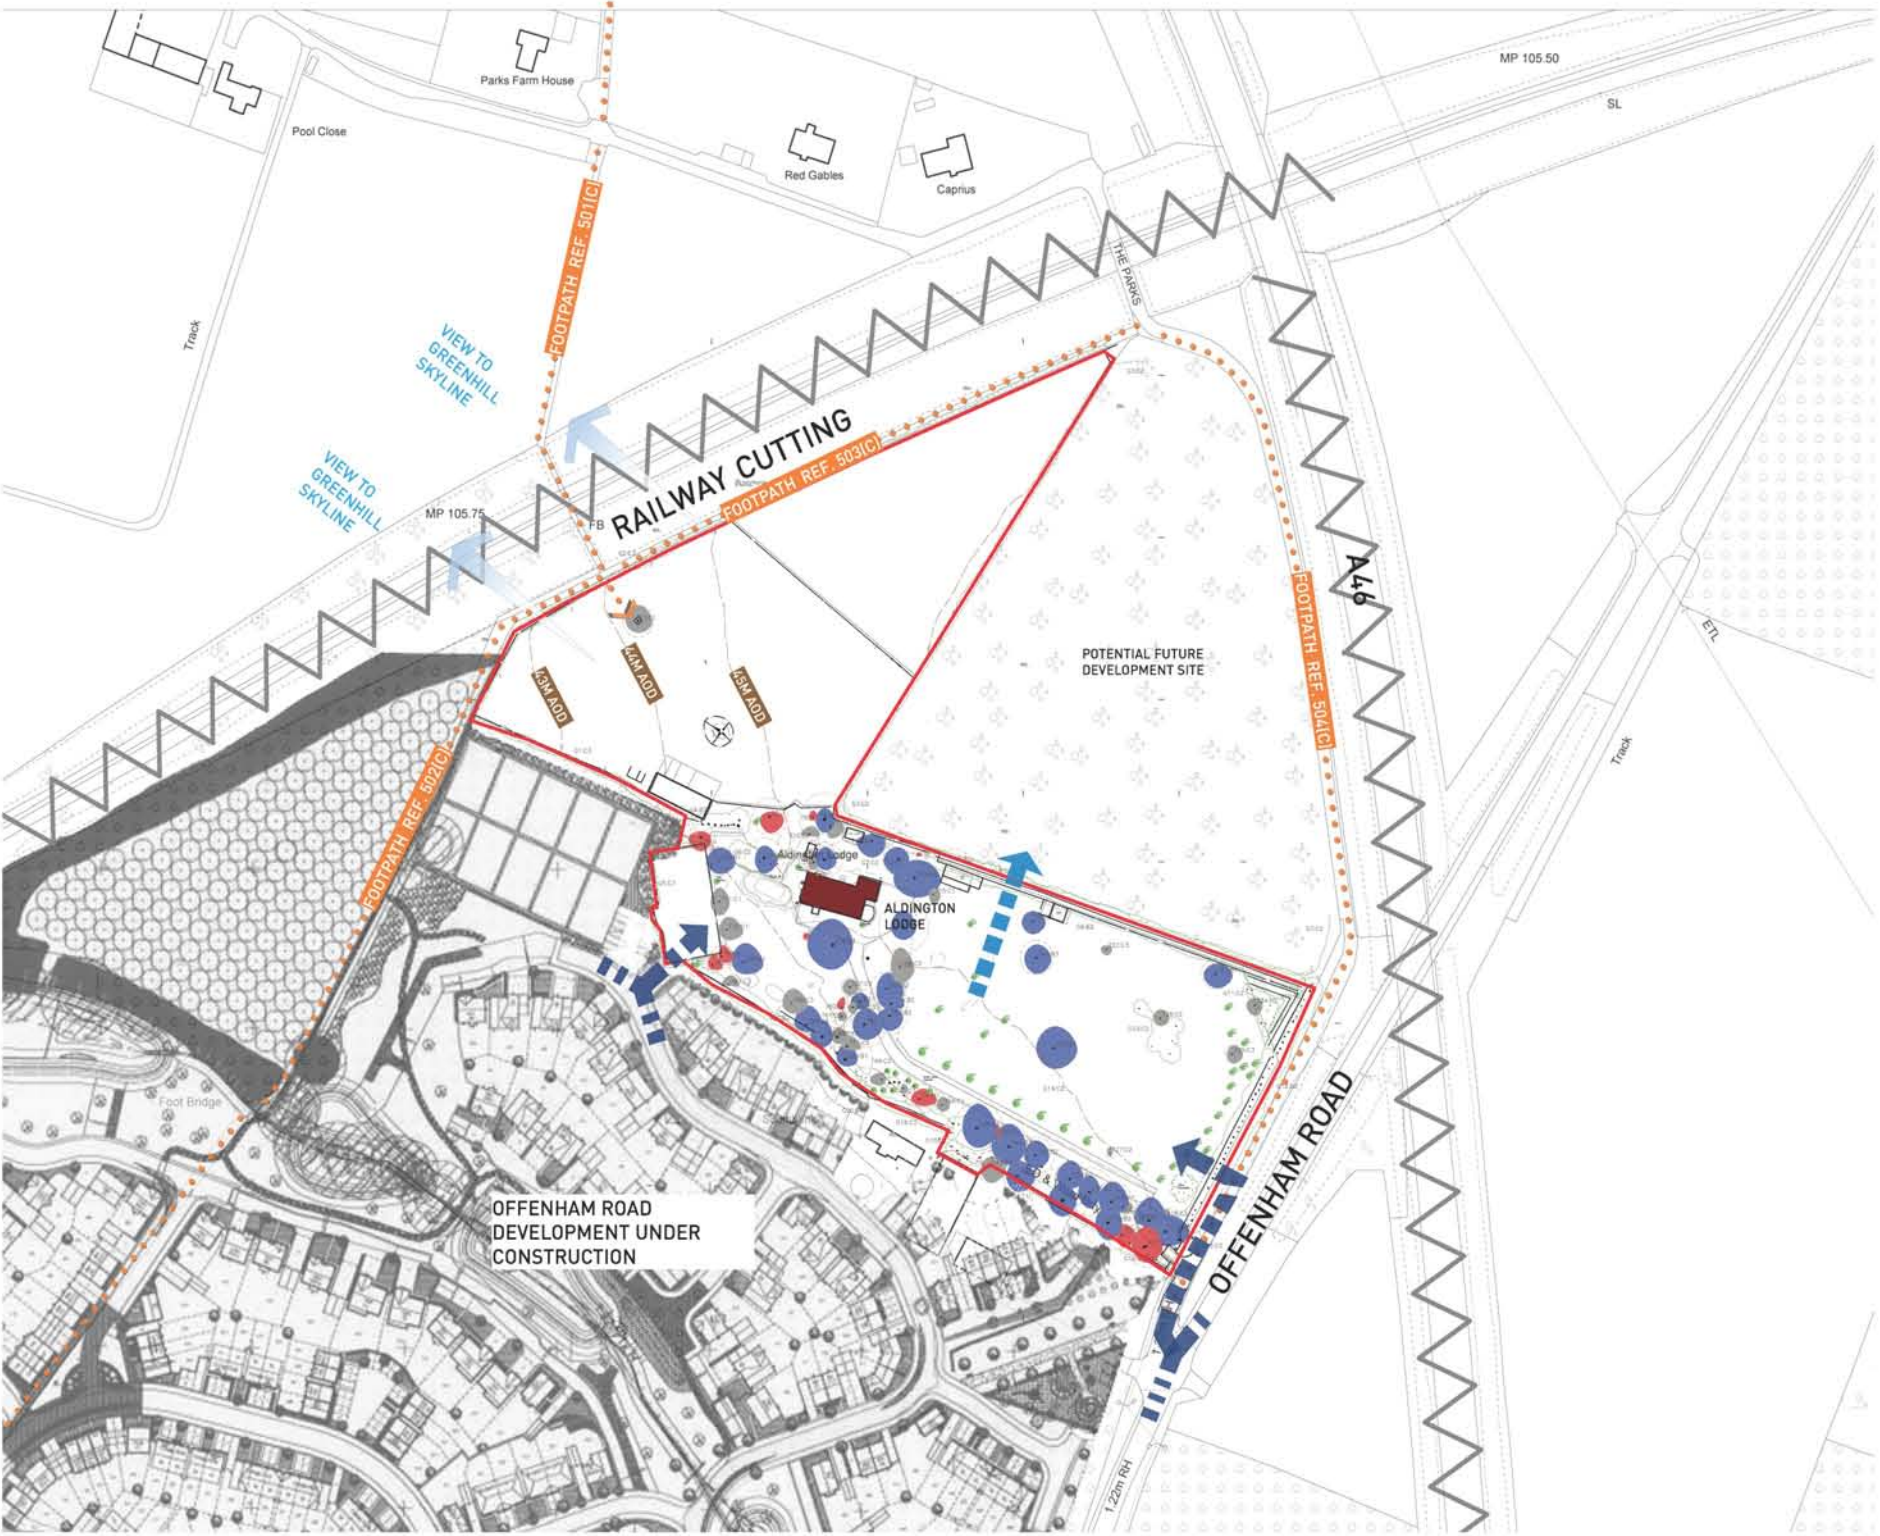 MP 105.50
SL
Parks Farm House
Pool Close
Red Gables
Caprius
FOOTPATH REF. 501(C)
THE PARKS
Track
VIEW TO
GREENHILL
SKYLINE
VIEW TO
GREENHILL
SKYLINE
MP 105.75
FB
RAILWAY CUTTING
FOOTPATH REF. 503(C)
A46
FOOTPATH REF. 504(C)
ETL
POTENTIAL FUTURE
DEVELOPMENT SITE
43M AOD
44M AOD
45M AOD
Track
FOOTPATH REF. 502(C)
Aldington Lodge
ALDINGTON
LODGE
Foot Bridge
OFFENHAM ROAD
OFFENHAM ROAD
DEVELOPMENT UNDER
CONSTRUCTION
1.22m RH